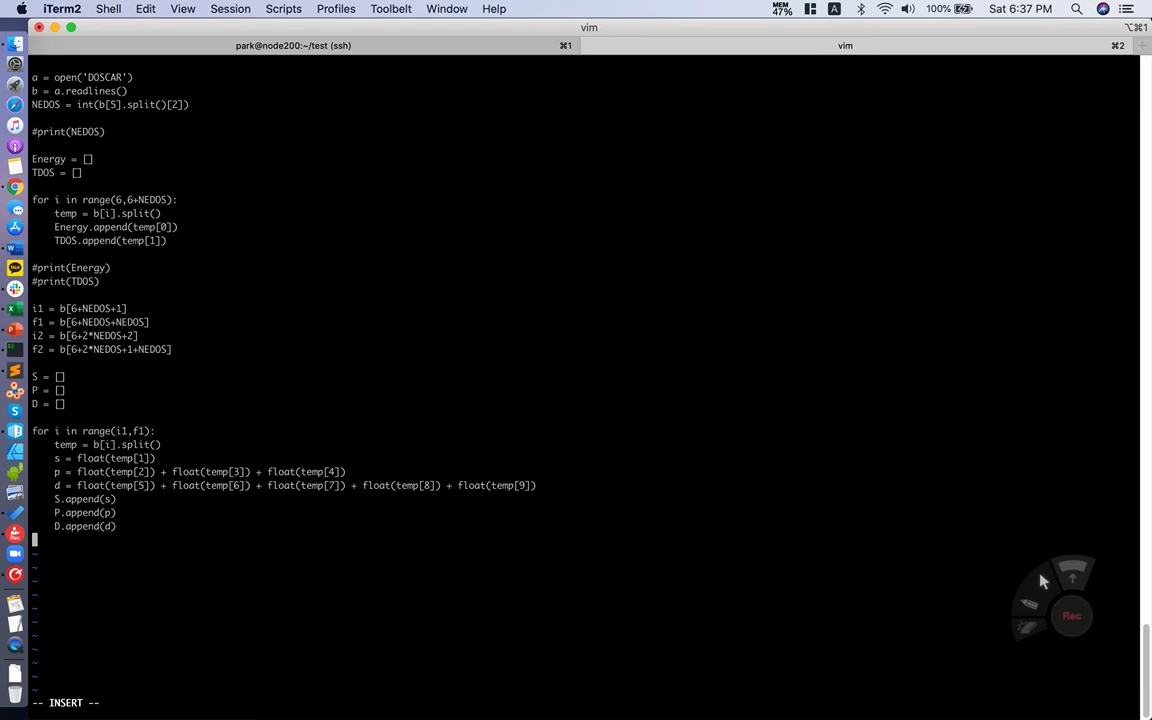 iTerm2 Shell Edit View Session Scripts Profiles Toolbelt Window Help MEM 47% A 100% Sat 6:37 PM
vim ⌥⌘1
park@node200:~/test (ssh) ⌘1 vim ⌘2
a = open('DOSCAR')
b = a.readlines()
NEDOS = int(b[5].split()[2])
#print(NEDOS)
Energy = []
TDOS = []
for i in range(6,6+NEDOS):
    temp = b[i].split()
    Energy.append(temp[0])
    TDOS.append(temp[1])
#print(Energy)
#print(TDOS)
i1 = b[6+NEDOS+1]
f1 = b[6+NEDOS+NEDOS]
i2 = b[6+2*NEDOS+2]
f2 = b[6+2*NEDOS+1+NEDOS]
S = []
P = []
D = []
for i in range(i1,f1):
    temp = b[i].split()
    s = float(temp[1])
    p = float(temp[2]) + float(temp[3]) + float(temp[4])
    d = float(temp[5]) + float(temp[6]) + float(temp[7]) + float(temp[8]) + float(temp[9])
    S.append(s)
    P.append(p)
    D.append(d)
~
~
~
~
~
~
~
~
~
~
~
Rec
-- INSERT --